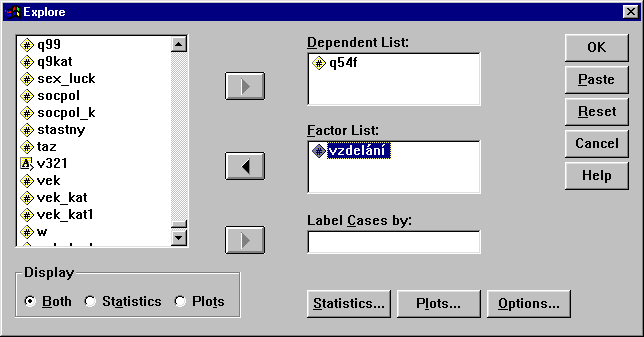 Explore
q99
q9kat
sex_luck
socpol
socpol_k
stastny
taz
v321
vek
vek_kat
vek_kat1
w
Dependent List:
q54f
Factor List:
vzdelání
Label Cases by:
OK
Paste
Reset
Cancel
Help
Display
Both
Statistics
Plots
Statistics...
Plots...
Options...